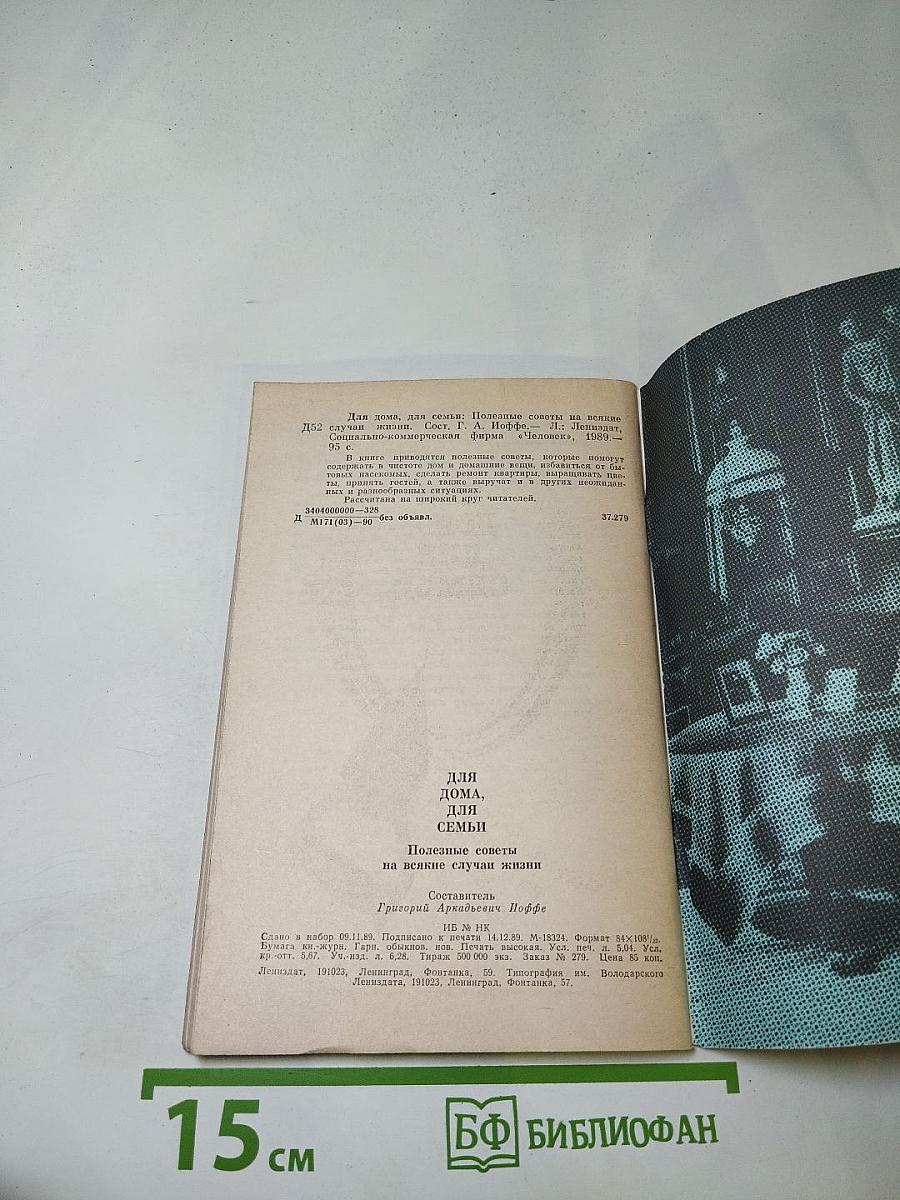 Для дома, для семьи: Полезные советы на всякие
Д52 случаи жизни. Сост. Г. А. Иоффе.— Л.: Лениздат,
Социально-коммерческая фирма «Человек», 1989.—
95 с.
В книге приводятся полезные советы, которые помогут
содержать в чистоте дом и домашние вещи, избавиться от бы-
товых насекомых, сделать ремонт квартиры, выращивать цве-
ты, принять гостей, а также выручат и в других неожидан-
ных и разнообразных ситуациях.
Рассчитана на широкий круг читателей.
3404000000—328
Д М171(03)—90 без объявл. 37.279
ДЛЯ
ДОМА,
ДЛЯ
СЕМЬИ
Полезные советы
на всякие случаи жизни
Составитель
Григорий Аркадьевич Иоффе
ИБ № НК
Сдано в набор 09.11.89. Подписано к печати 14.12.89. М-18324. Формат 84×108¹/₃₂.
Бумага кн.-журн. Гарн. обыкнов. нов. Печать высокая. Усл. печ. л. 5,04. Усл.
кр.-отт. 5,67. Уч.-изд. л. 6,28. Тираж 500 000 экз. Заказ № 279. Цена 85 коп.
Лениздат, 191023, Ленинград, Фонтанка, 59. Типография им. Володарского
Лениздата, 191023, Ленинград, Фонтанка, 57.
15 см
БФ БИБЛИОФАН